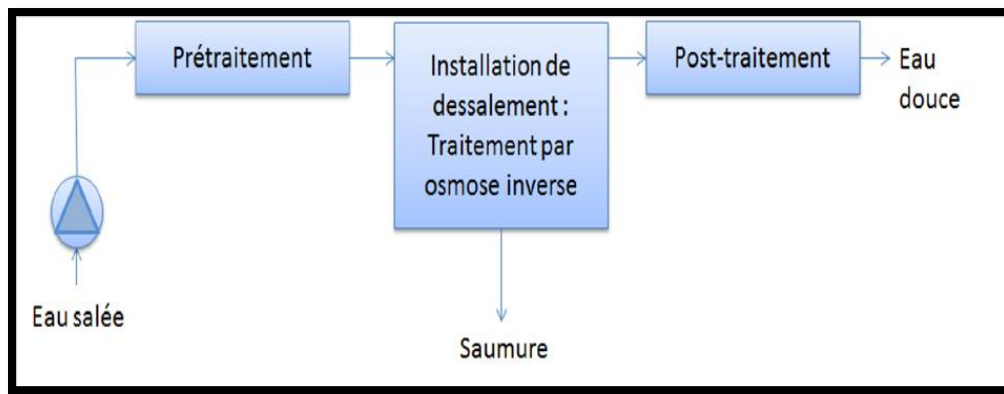 Prétraitement
Installation de
dessalement :
Traitement par
osmose inverse
Post-traitement
Eau
douce
Eau salée
Saumure